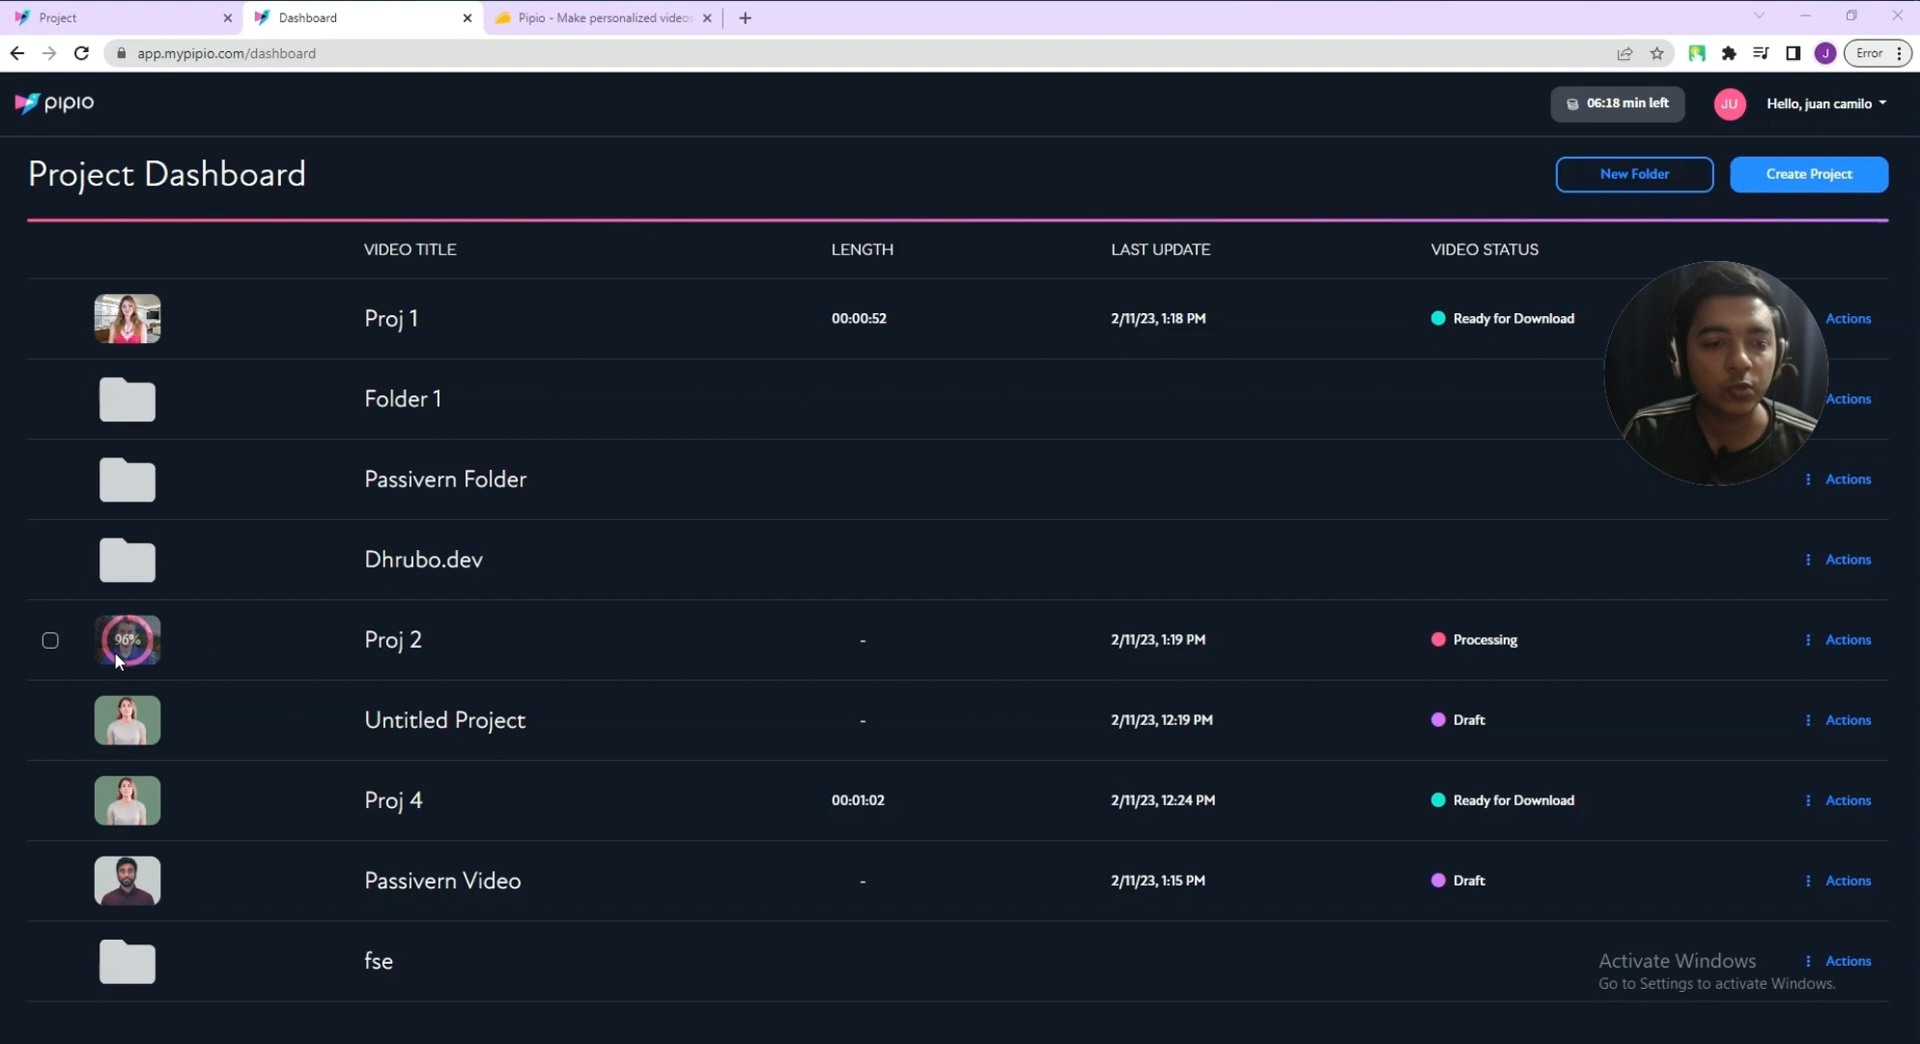 Project
Dashboard
Pipio - Make personalized videos
app.mypipio.com/dashboard
J
Error
pipio
06:18 min left
JU
Hello, juan camilo
Project Dashboard
New Folder
Create Project
VIDEO TITLE LENGTH LAST UPDATE VIDEO STATUS
Proj 1 00:00:52 2/11/23, 1:18 PM Ready for Download Actions
Folder 1 Actions
Passivern Folder Actions
Dhrubo.dev Actions
96% Proj 2 - 2/11/23, 1:19 PM Processing Actions
Untitled Project - 2/11/23, 12:19 PM Draft Actions
Proj 4 00:01:02 2/11/23, 12:24 PM Ready for Download Actions
Passivern Video - 2/11/23, 1:15 PM Draft Actions
fse Actions
Activate Windows
Go to Settings to activate Windows.